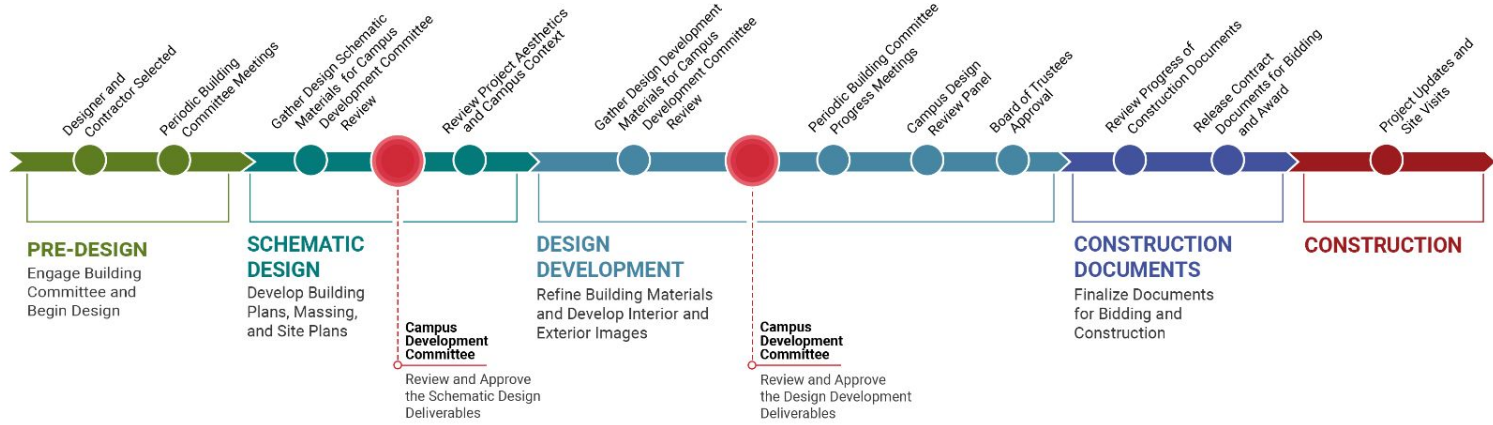 Designer and
Contractor Selected
Periodic Building
Committee Meetings
Gather Design Schematic
Materials for Campus
Development Committee
Review
Review Project Aesthetics
and Campus Context
Gather Design Development
Materials for Campus
Development Committee
Review
Periodic Building Committee
Progress Meetings
Campus Design
Review Panel
Board of Trustees
Approval
Review Progress of
Construction Documents
Release Contract
Documents for Bidding
and Award
Project Updates and
Site Visits
PRE-DESIGN
Engage Building
Committee and
Begin Design
SCHEMATIC
DESIGN
Develop Building
Plans, Massing,
and Site Plans
Campus
Development
Committee
Review and Approve
the Schematic Design
Deliverables
DESIGN
DEVELOPMENT
Refine Building Materials
and Develop Interior and
Exterior Images
Campus
Development
Committee
Review and Approve
the Design Development
Deliverables
CONSTRUCTION
DOCUMENTS
Finalize Documents
for Bidding and
Construction
CONSTRUCTION